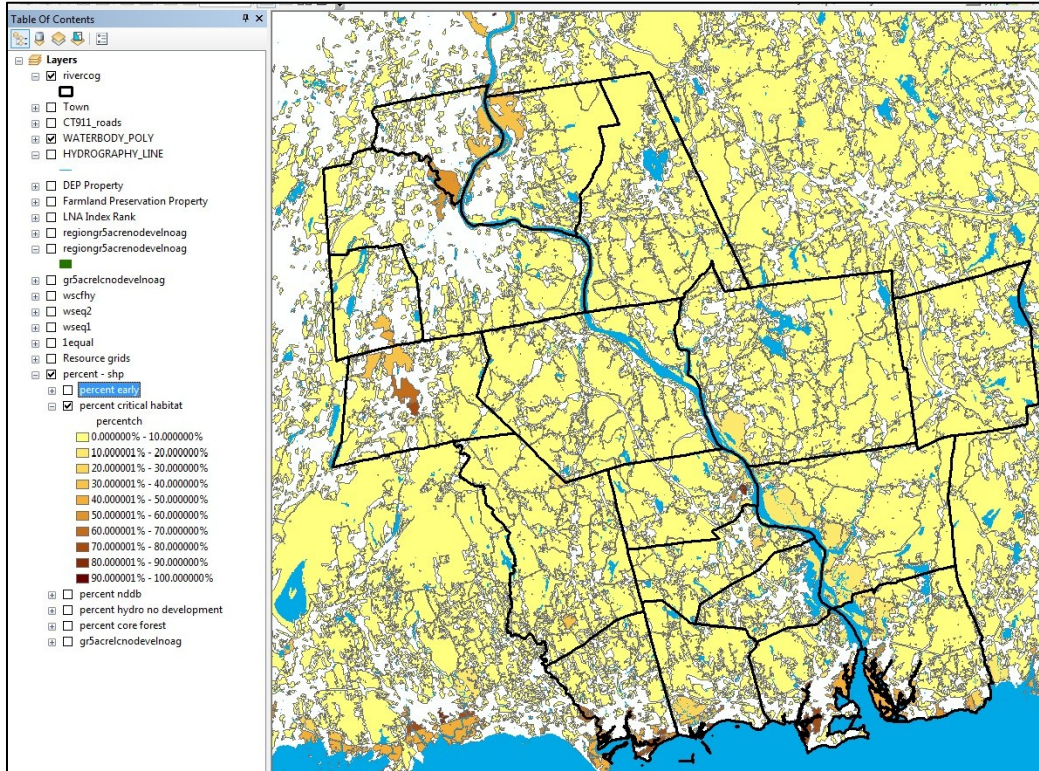 Table Of Contents
Layers
rivercog
Town
CT911_roads
WATERBODY_POLY
HYDROGRAPHY_LINE
DEP Property
Farmland Preservation Property
LNA Index Rank
regiongr5acrenodevelnoag
regiongr5acrenodevelnoag
gr5acrelcnodevelnoag
wscfhy
wseq2
wseq1
1equal
Resource grids
percent - shp
percent early
percent critical habitat
percentch
0.000000% - 10.000000%
10.000001% - 20.000000%
20.000001% - 30.000000%
30.000001% - 40.000000%
40.000001% - 50.000000%
50.000001% - 60.000000%
60.000001% - 70.000000%
70.000001% - 80.000000%
80.000001% - 90.000000%
90.000001% - 100.000000%
percent nddb
percent hydro no development
percent core forest
gr5acrelcnodevelnoag